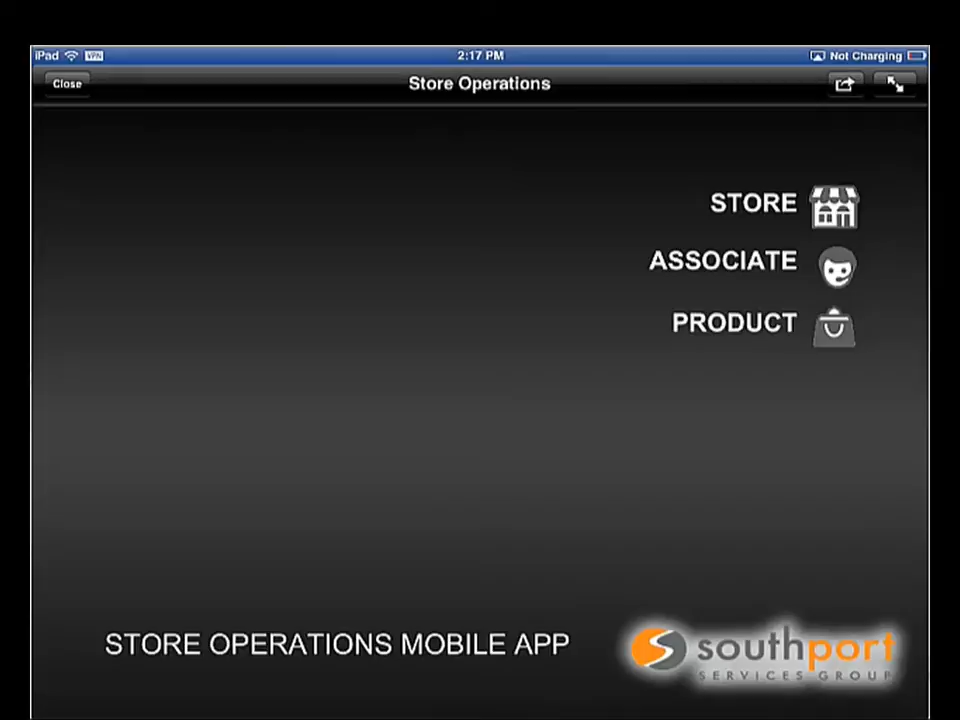 iPad VPN 2:17 PM Not Charging
Close Store Operations
STORE
ASSOCIATE
PRODUCT
STORE OPERATIONS MOBILE APP
southport
SERVICES GROUP